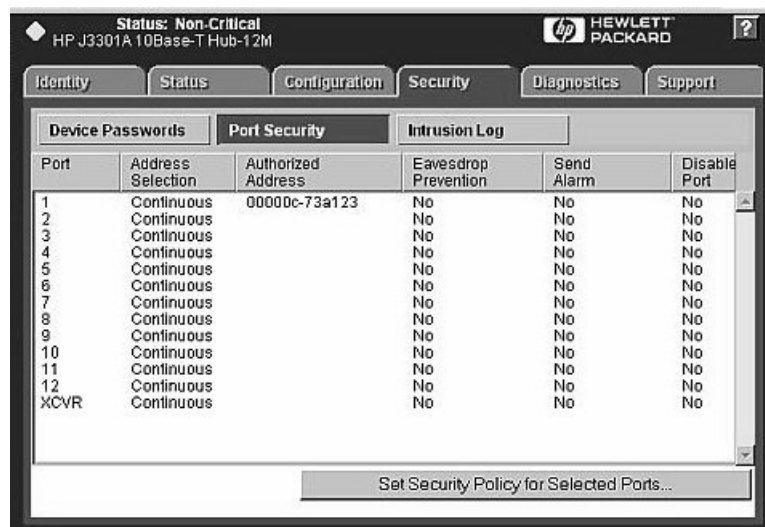 Status: Non-Critical
HP J3301A 10Base-T Hub-12M
hp HEWLETT PACKARD
?
Identity Status Configuration Security Diagnostics Support
Device Passwords Port Security Intrusion Log
Port Address Selection Authorized Address Eavesdrop Prevention Send Alarm Disable Port
1 Continuous 00000c-73a123 No No No
2 Continuous No No No
3 Continuous No No No
4 Continuous No No No
5 Continuous No No No
6 Continuous No No No
7 Continuous No No No
8 Continuous No No No
9 Continuous No No No
10 Continuous No No No
11 Continuous No No No
12 Continuous No No No
XCVR Continuous No No No
Set Security Policy for Selected Ports...